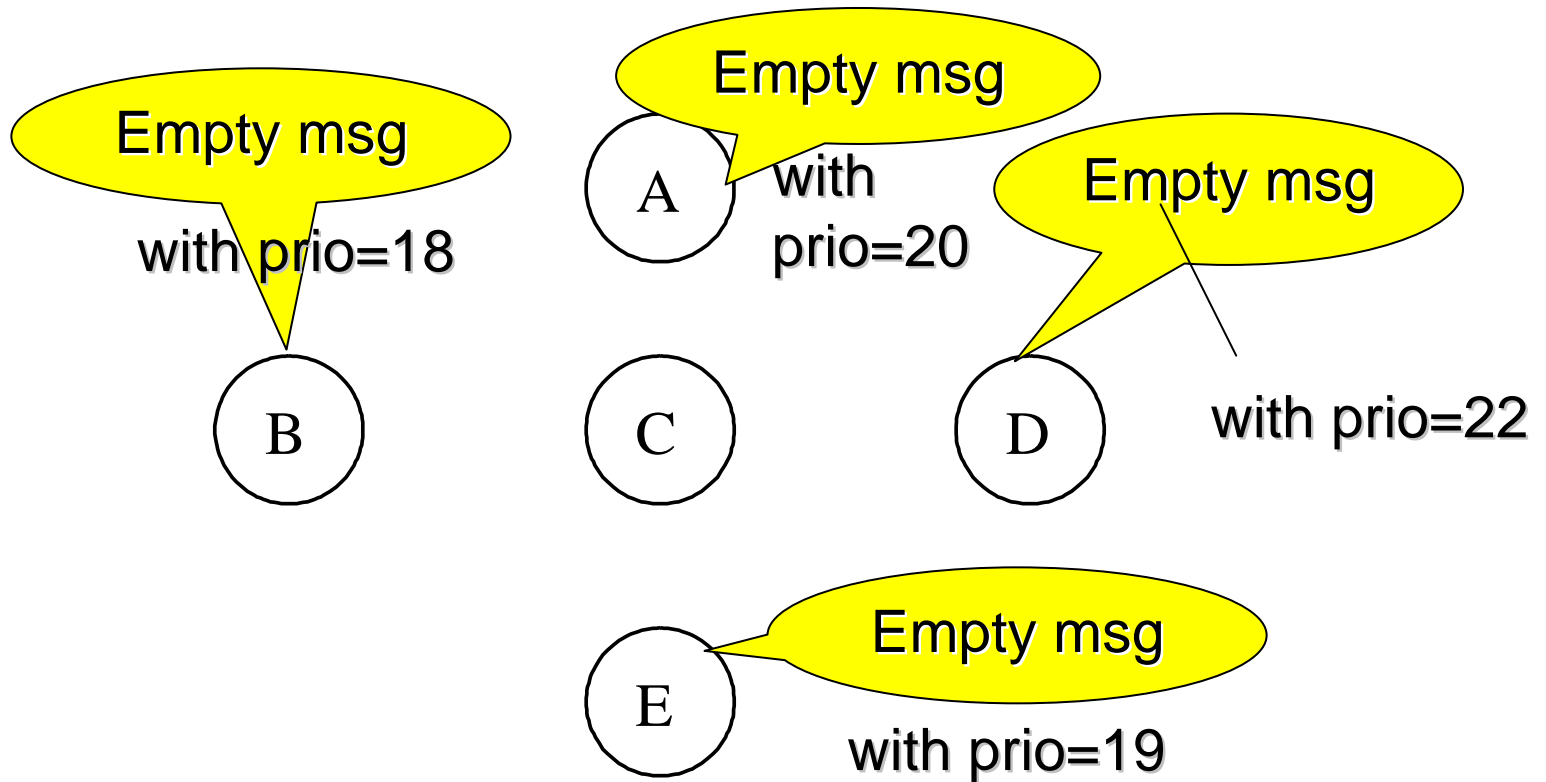 Empty msg
Empty msg
Empty msg
A
with
prio=20
with prio=18
B
C
D
with prio=22
Empty msg
E
with prio=19